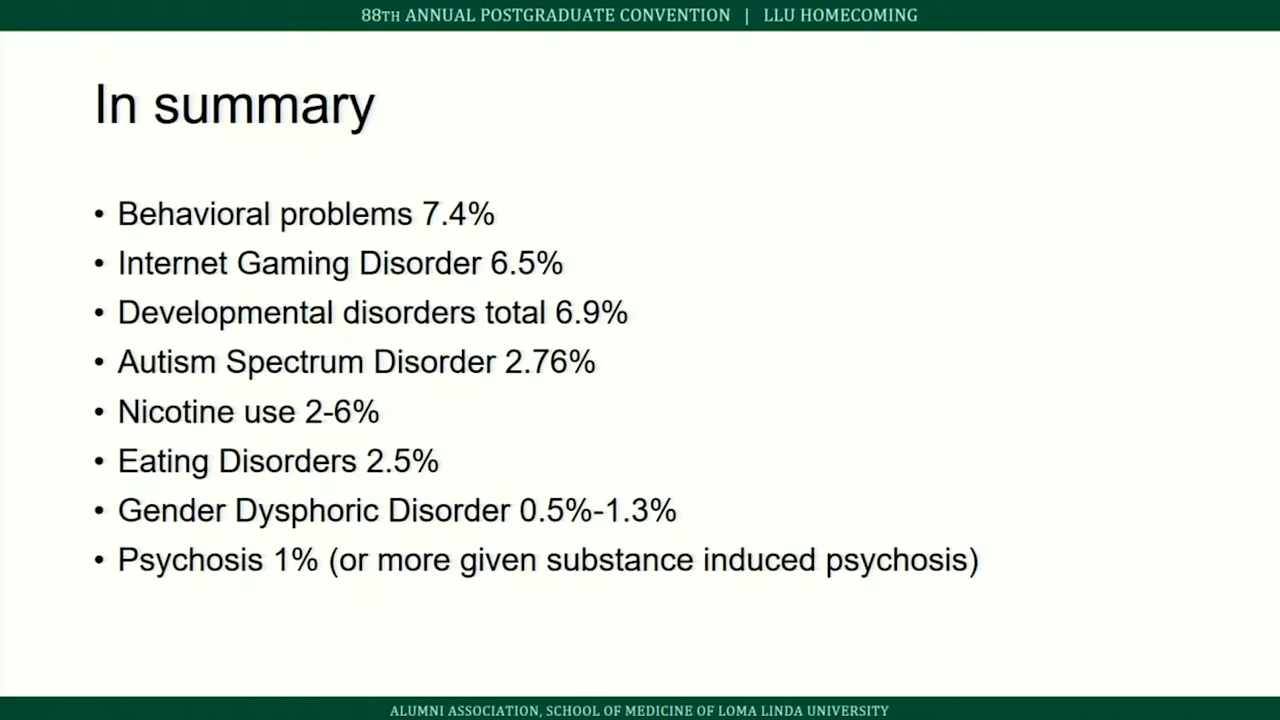 88TH ANNUAL POSTGRADUATE CONVENTION | LLU HOMECOMING
In summary
• Behavioral problems 7.4%
• Internet Gaming Disorder 6.5%
• Developmental disorders total 6.9%
• Autism Spectrum Disorder 2.76%
• Nicotine use 2-6%
• Eating Disorders 2.5%
• Gender Dysphoric Disorder 0.5%-1.3%
• Psychosis 1% (or more given substance induced psychosis)
ALUMNI ASSOCIATION, SCHOOL OF MEDICINE OF LOMA LINDA UNIVERSITY